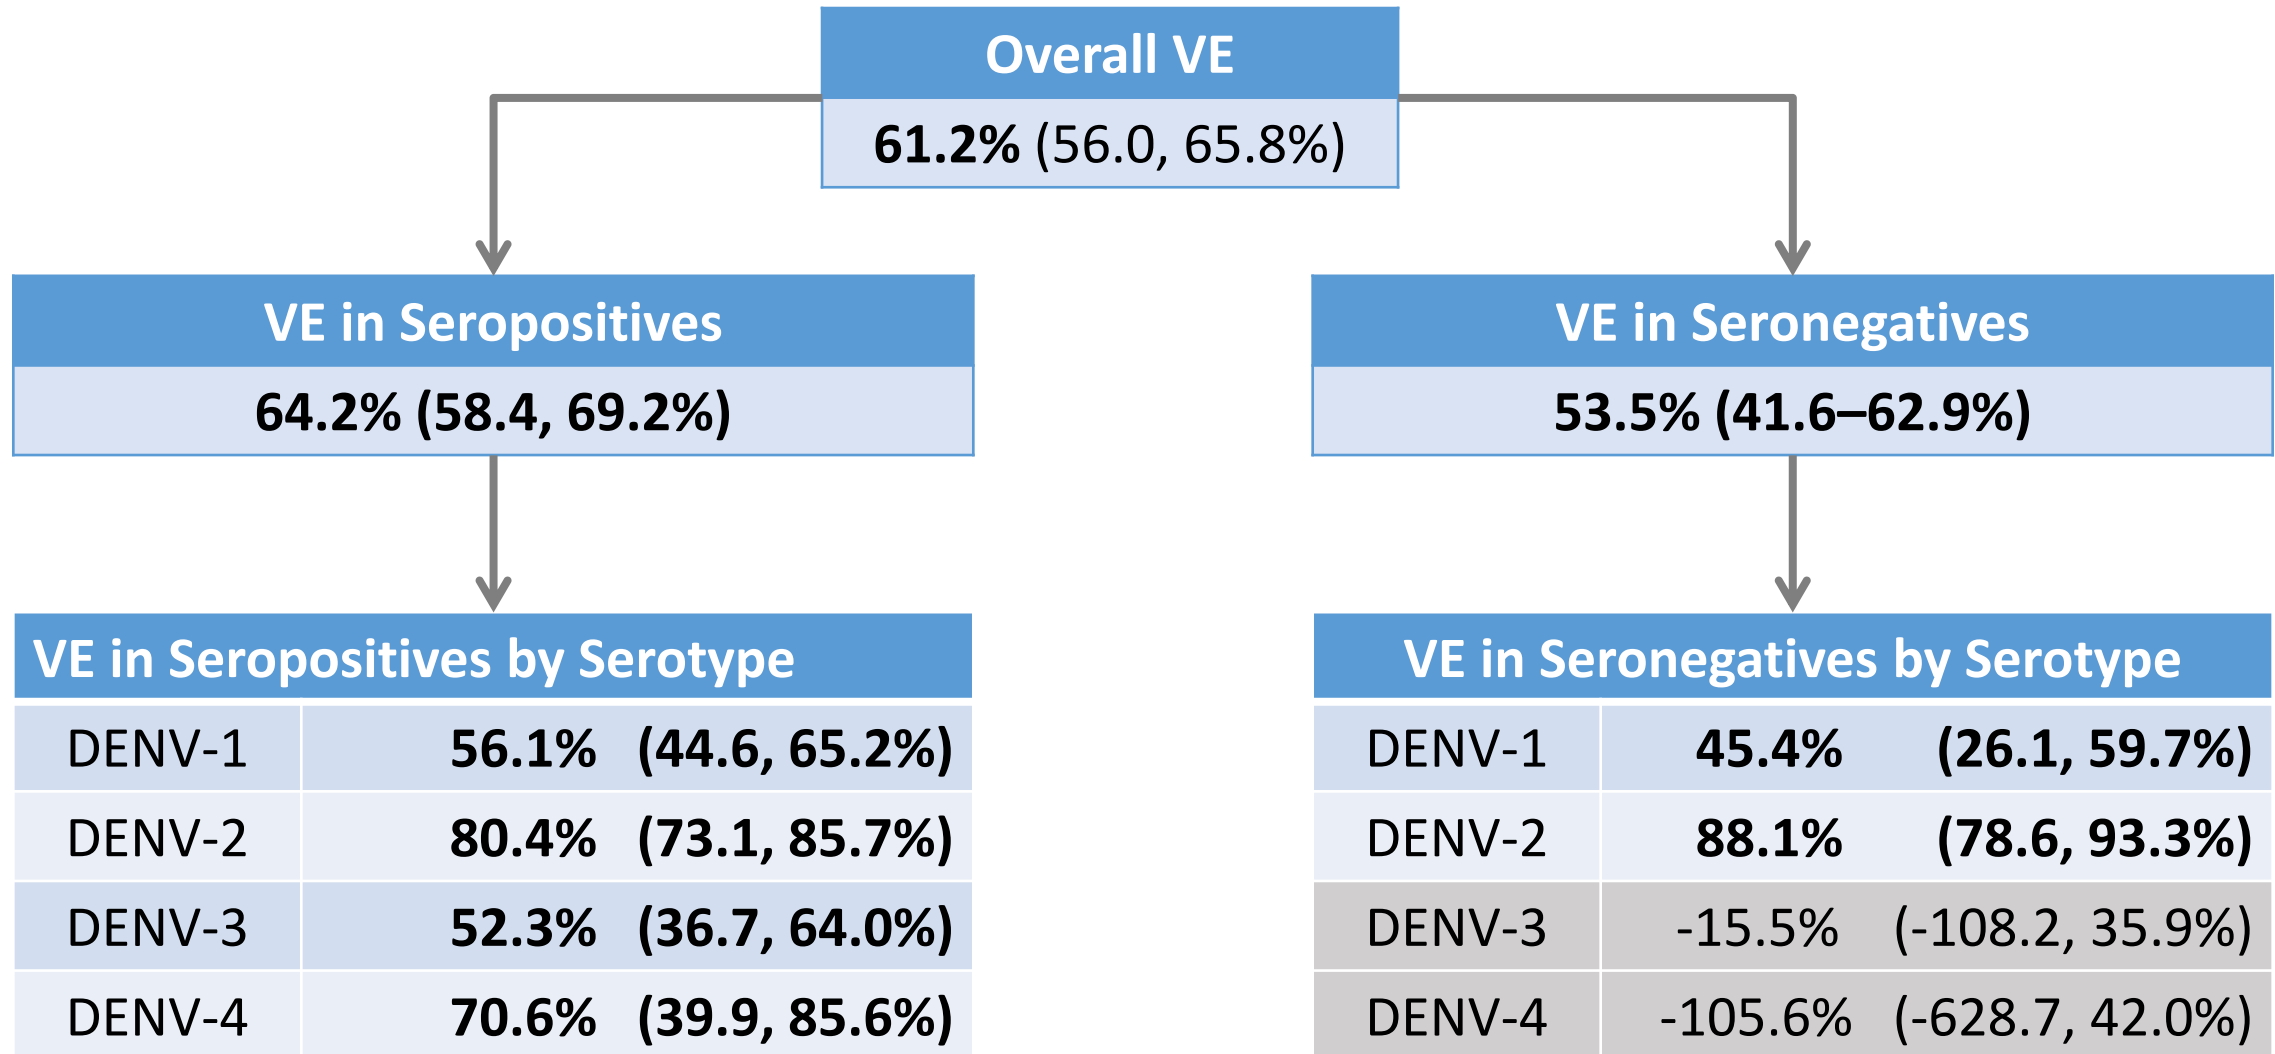 Overall VE
61.2% (56.0, 65.8%)
VE in Seropositives
64.2% (58.4, 69.2%)
VE in Seronegatives
53.5% (41.6–62.9%)
VE in Seropositives by Serotype
DENV-1 56.1% (44.6, 65.2%)
DENV-2 80.4% (73.1, 85.7%)
DENV-3 52.3% (36.7, 64.0%)
DENV-4 70.6% (39.9, 85.6%)
VE in Seronegatives by Serotype
DENV-1 45.4% (26.1, 59.7%)
DENV-2 88.1% (78.6, 93.3%)
DENV-3 -15.5% (-108.2, 35.9%)
DENV-4 -105.6% (-628.7, 42.0%)